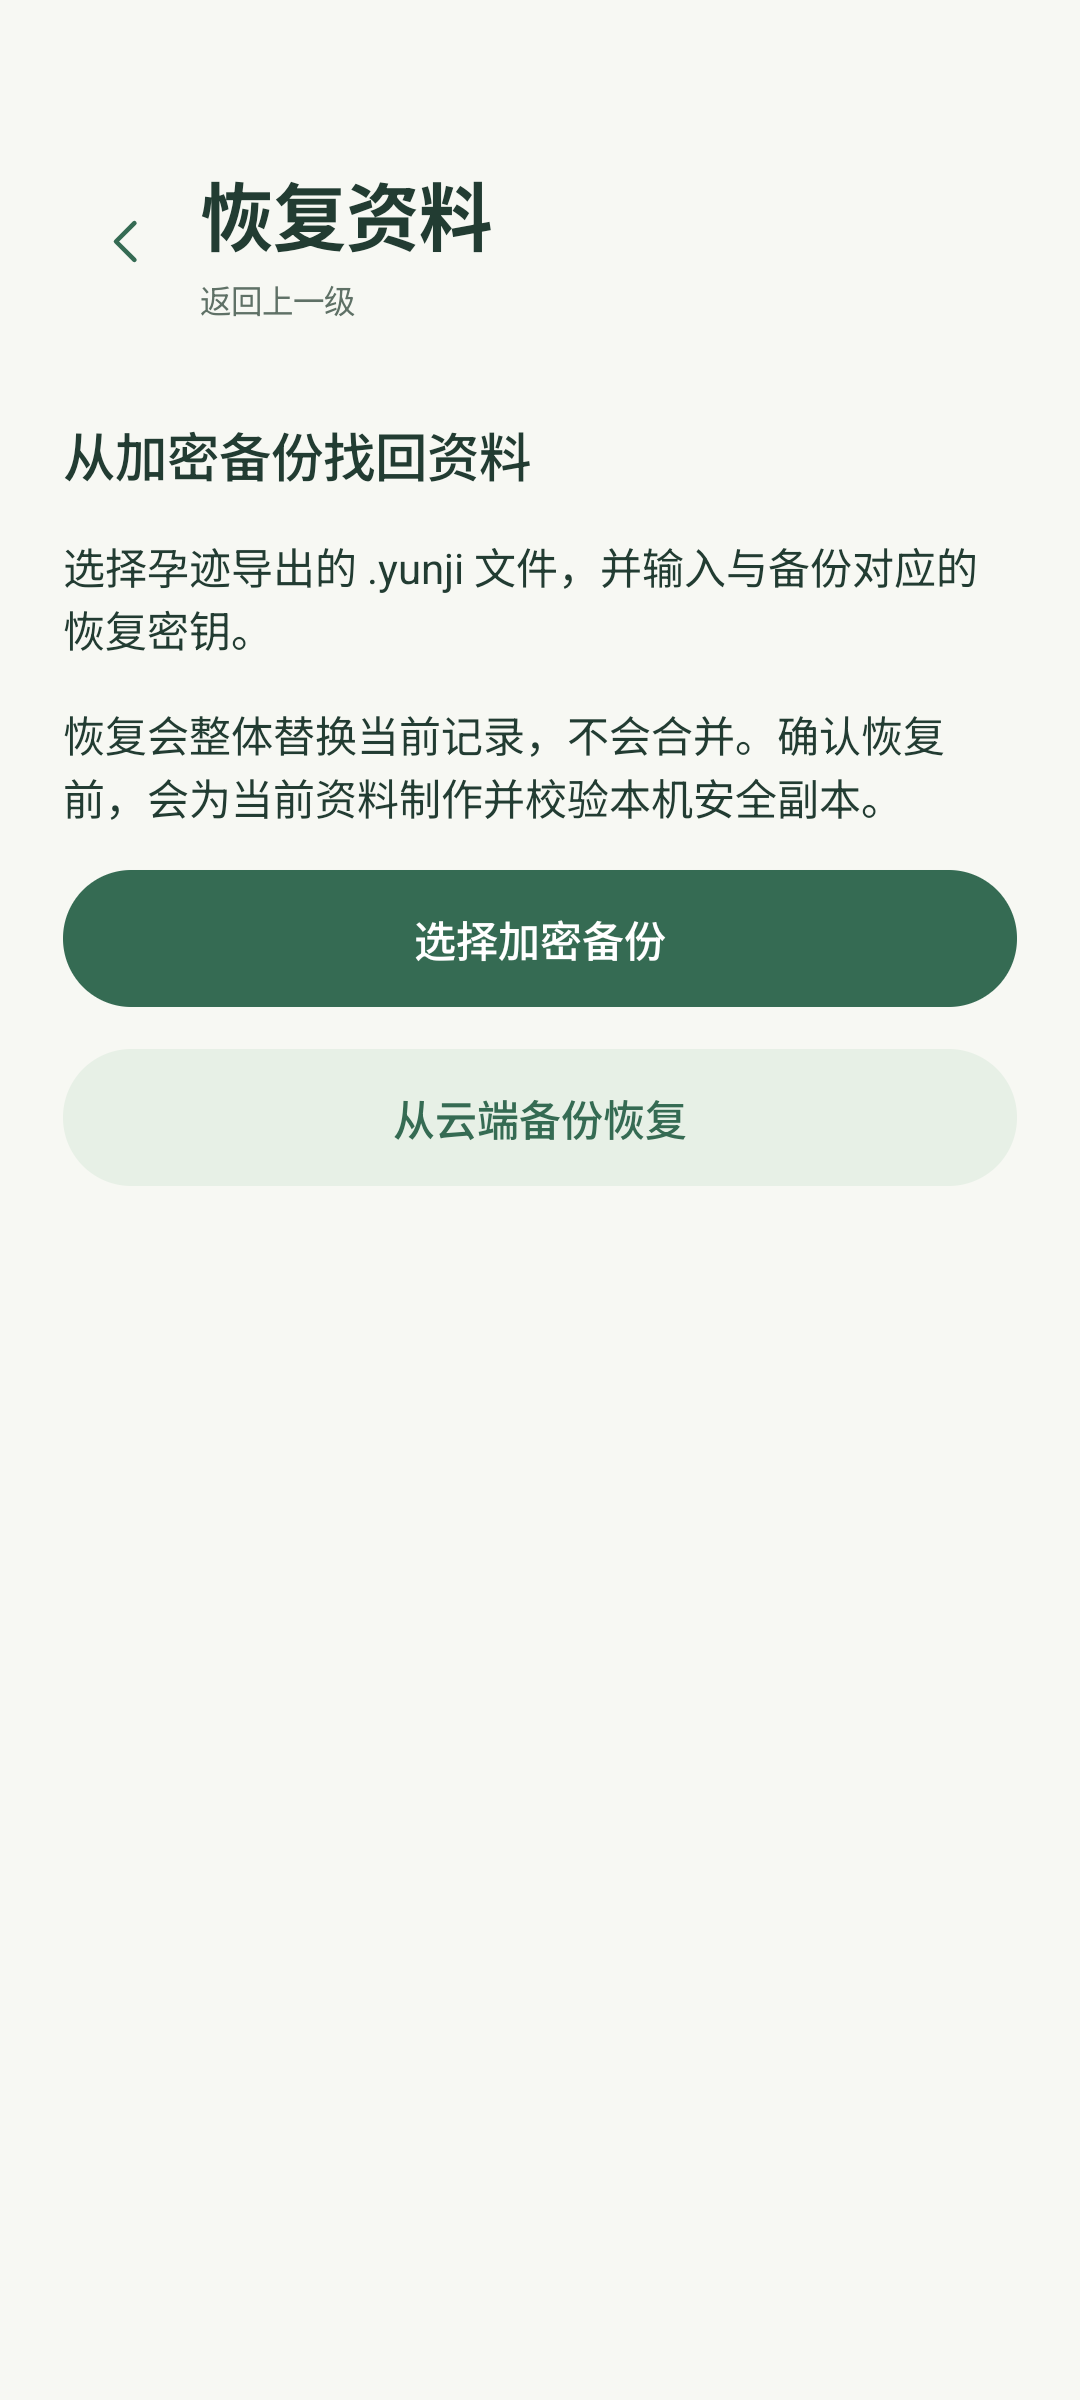 恢复资料
返回上一级
从加密备份找回资料
选择孕迹导出的 .yunji 文件，并输入与备份对应的
恢复密钥。
恢复会整体替换当前记录，不会合并。确认恢复
前，会为当前资料制作并校验本机安全副本。
选择加密备份
从云端备份恢复